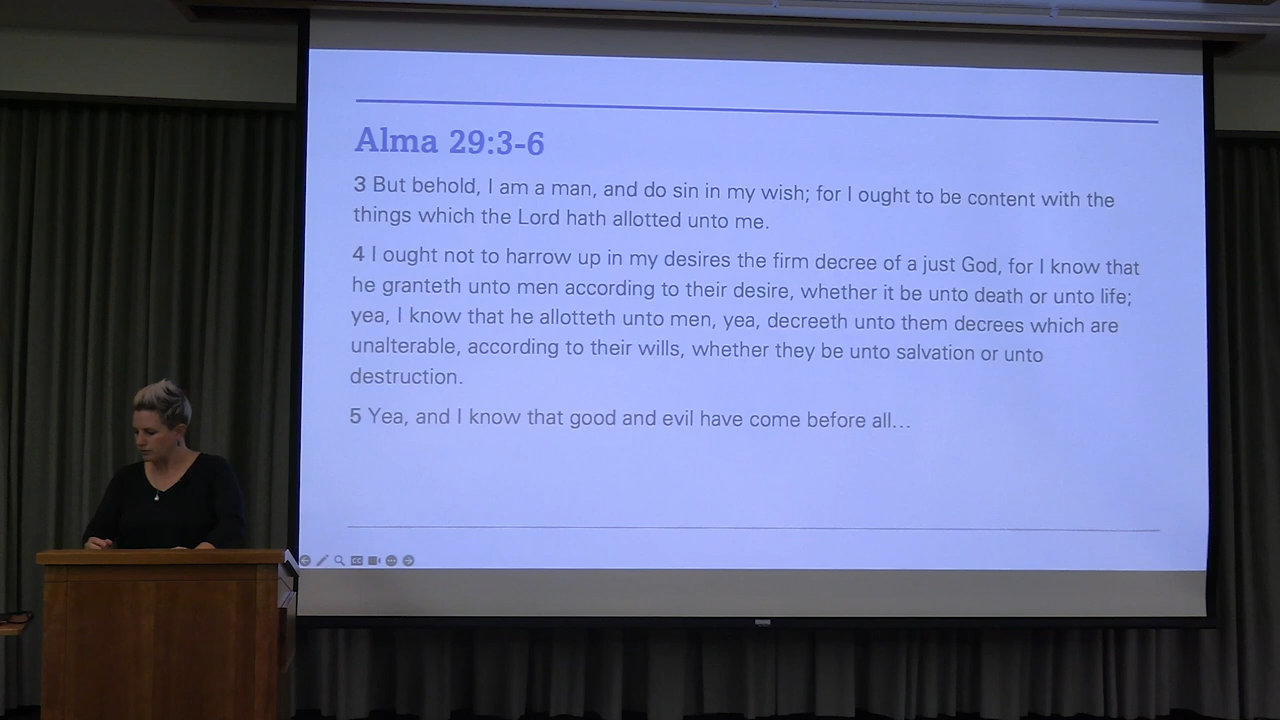 Alma 29:3-6
3 But behold, I am a man, and do sin in my wish; for I ought to be content with the
things which the Lord hath allotted unto me.
4 I ought not to harrow up in my desires the firm decree of a just God, for I know that
he granteth unto men according to their desire, whether it be unto death or unto life;
yea, I know that he allotteth unto men, yea, decreeth unto them decrees which are
unalterable, according to their wills, whether they be unto salvation or unto
destruction.
5 Yea, and I know that good and evil have come before all...